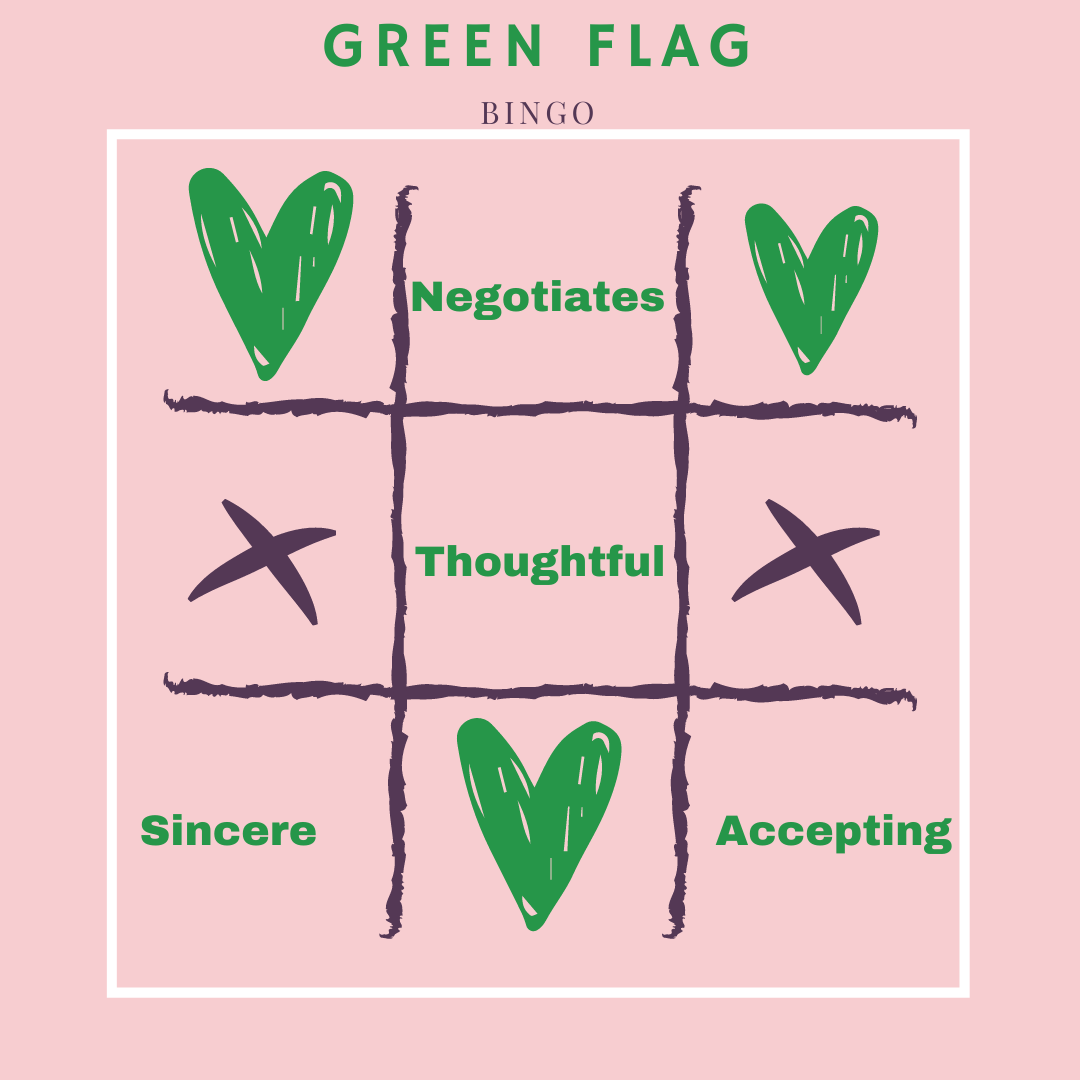 GREEN FLAG
BINGO
Negotiates
Thoughtful
Sincere
Accepting